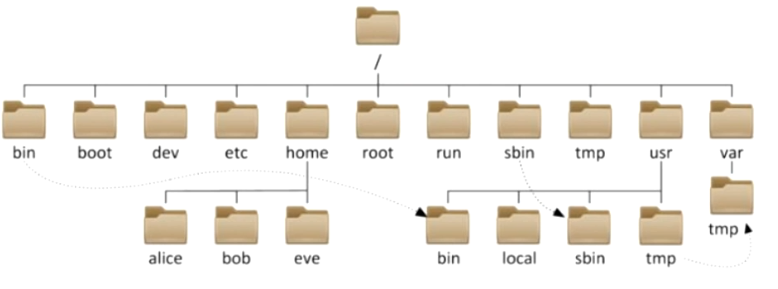 /
bin boot dev etc home root run sbin tmp usr var
tmp
alice bob eve bin local sbin tmp